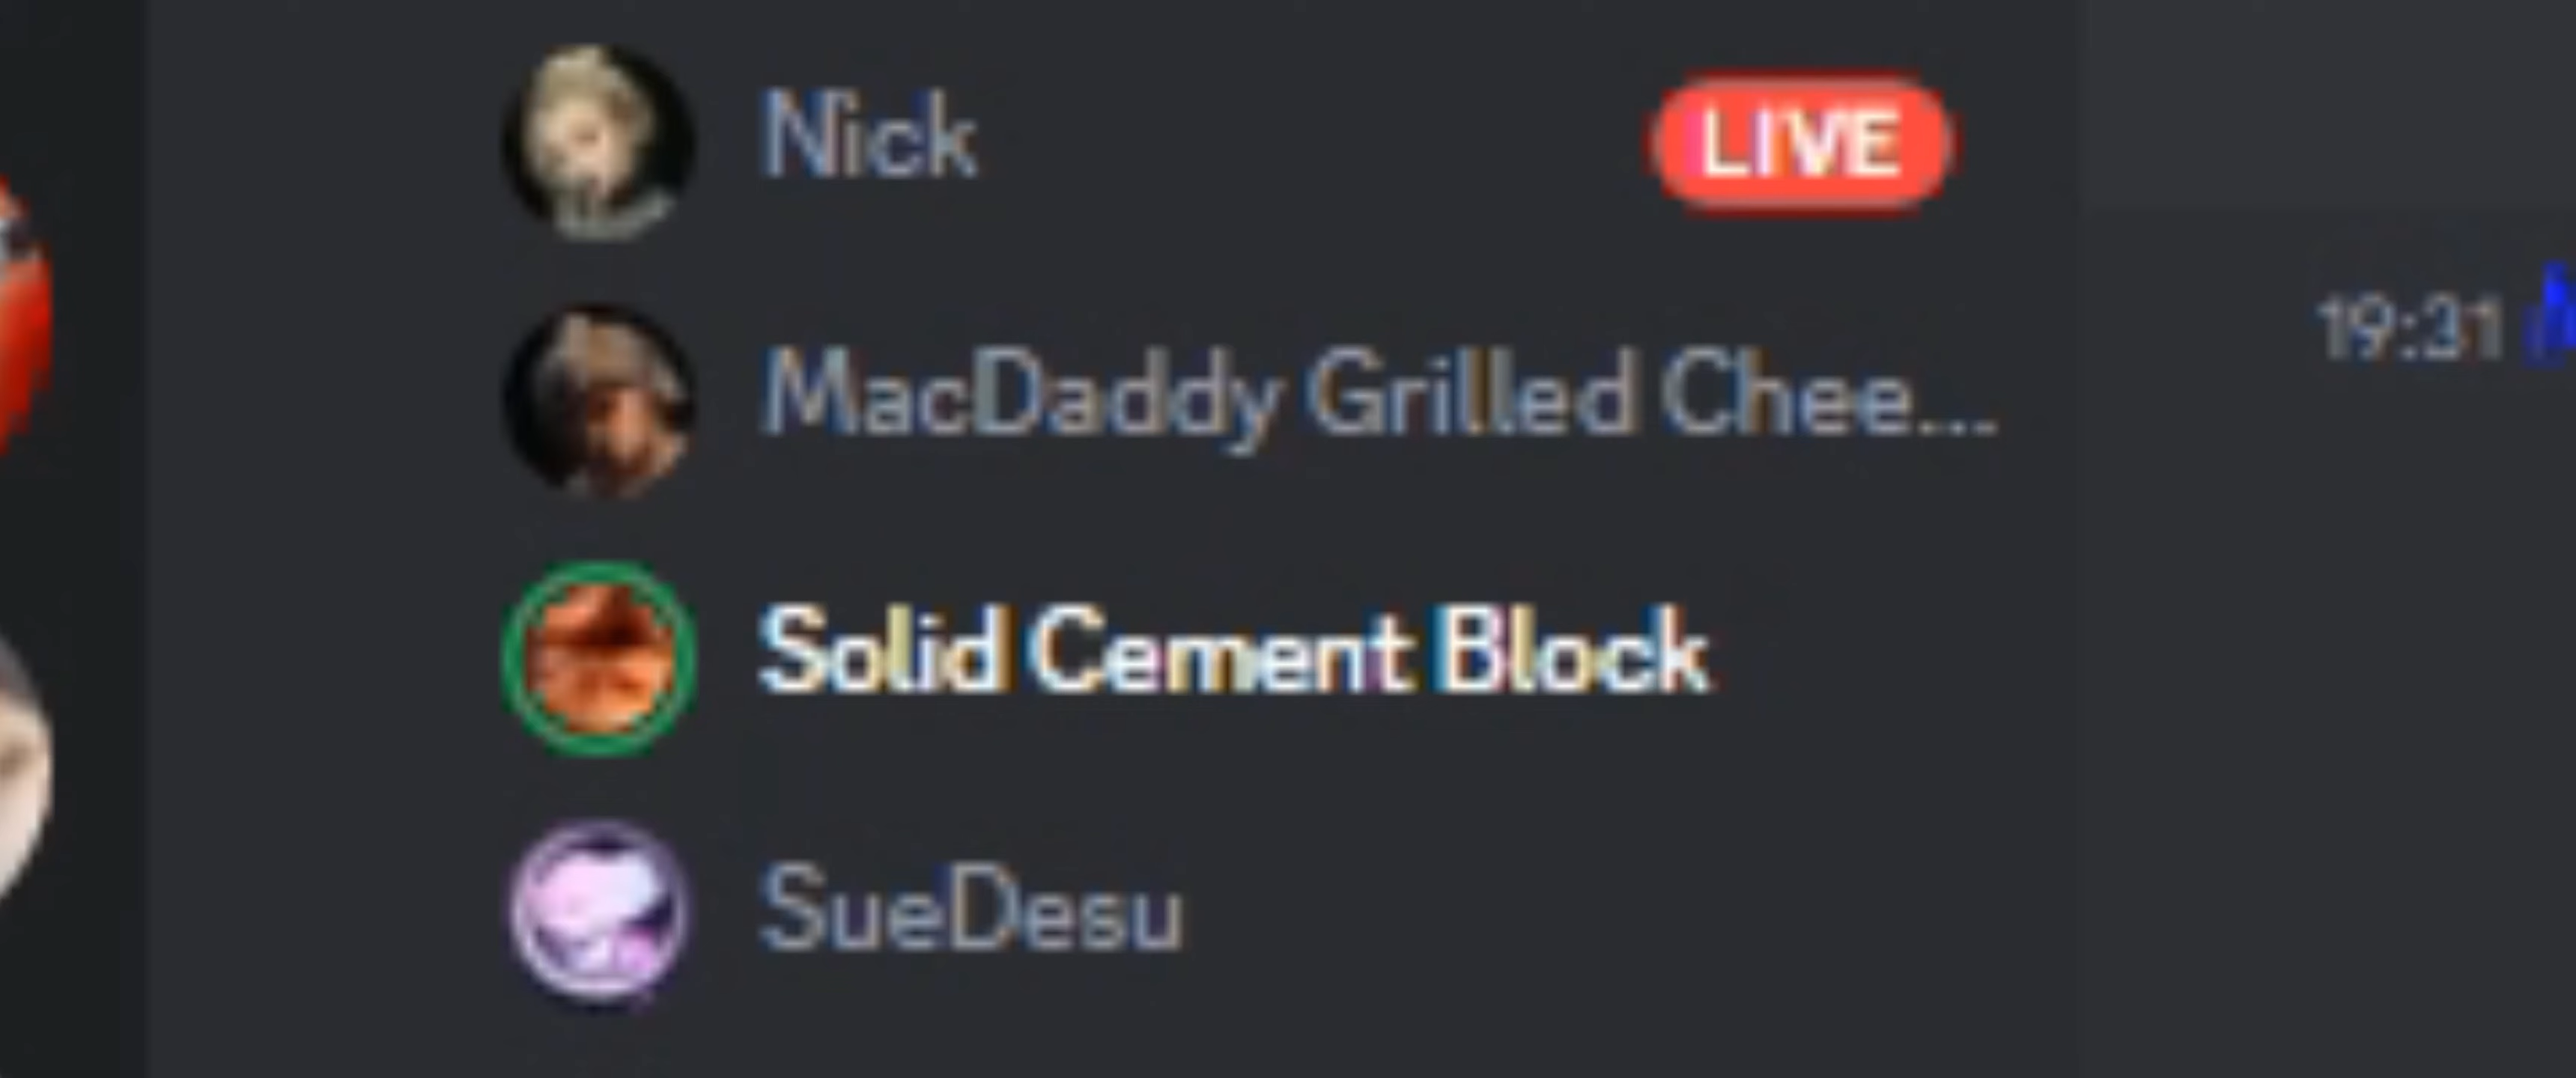 Nick LIVE
19:31
MacDaddy Grilled Chee...
Solid Cement Block
SueDesu